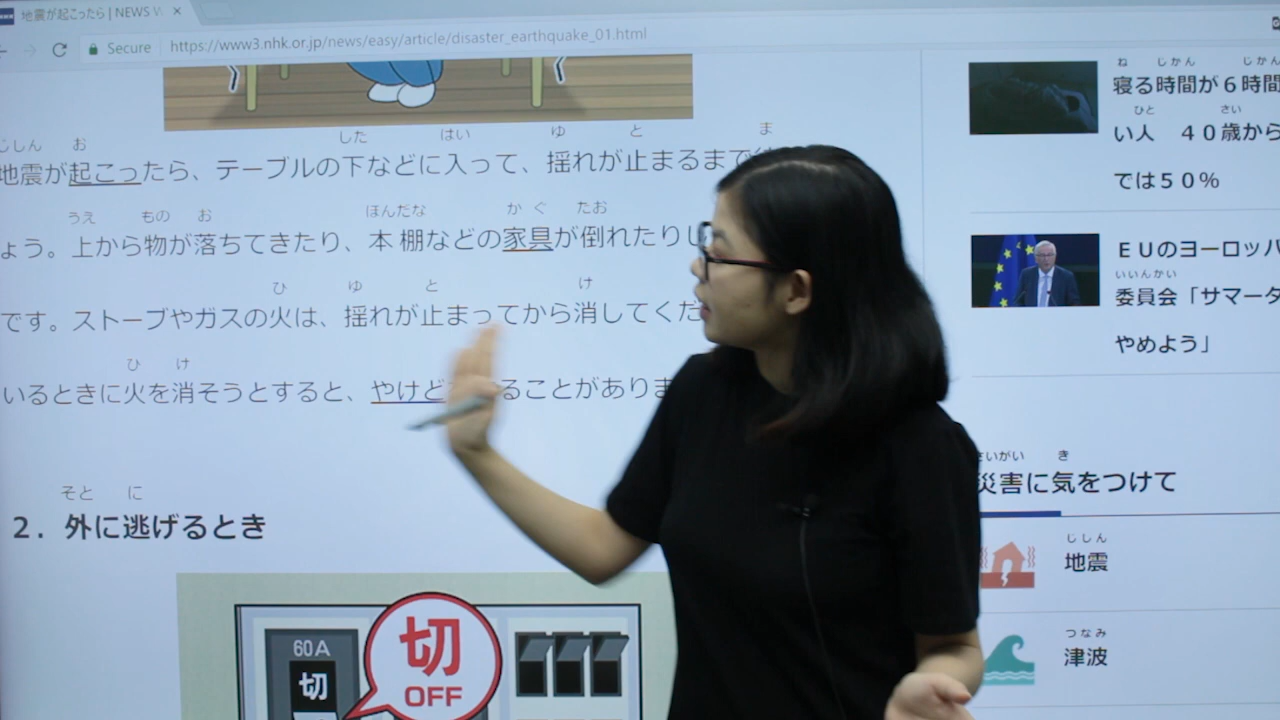 地震が起こったら | NEWS W
Secure
https://www3.nhk.or.jp/news/easy/article/disaster_earthquake_01.html
じしん お した はい ゆ と ま
地震が起こったら、テーブルの下などに入って、揺れが止まるまで
うえ もの お ほんだな かぐ たお
ょう。上から物が落ちてきたり、本棚などの家具が倒れたりし
ひ ゆ と け
です。ストーブやガスの火は、揺れが止まってから消してくだ
ひ け
いるときに火を消そうとすると、やけど ることがありま
そと に
2. 外に逃げるとき
60A
切
切
OFF
ね じかん じかん
寝る時間が6時間
ひと さい
い人 40歳から
では50%
EUのヨーロッパ
いいんかい
委員会「サマータ
やめよう」
さいがい き
災害に気をつけて
じしん
地震
つなみ
津波